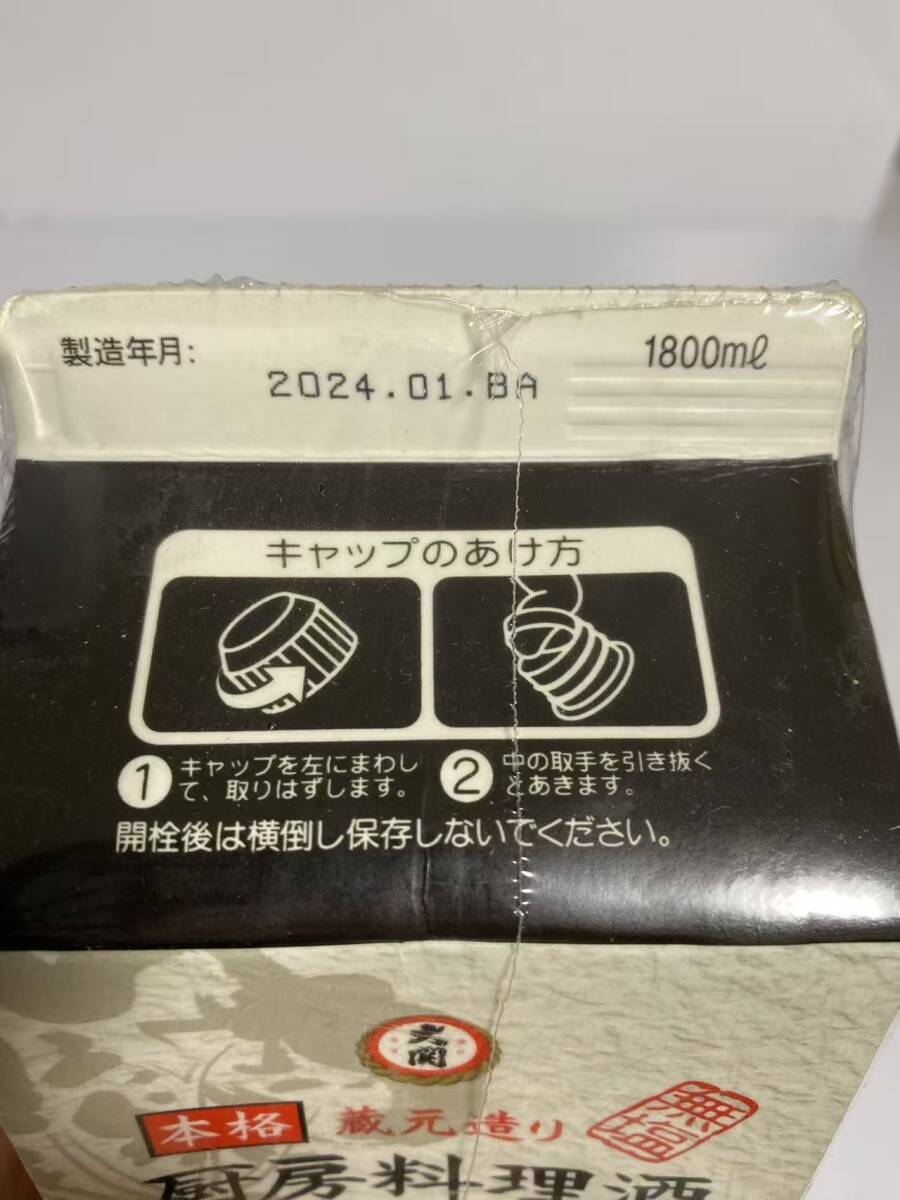 製造年月:
1800mℓ
2024.01.BA
キャップのあけ方
1 キャップを左にまわし
て、取りはずします。
2 中の取手を引き抜く
とあきます。
開栓後は横倒し保存しないでください。
大関
本格 蔵元造り
無塩
厨房料理酒